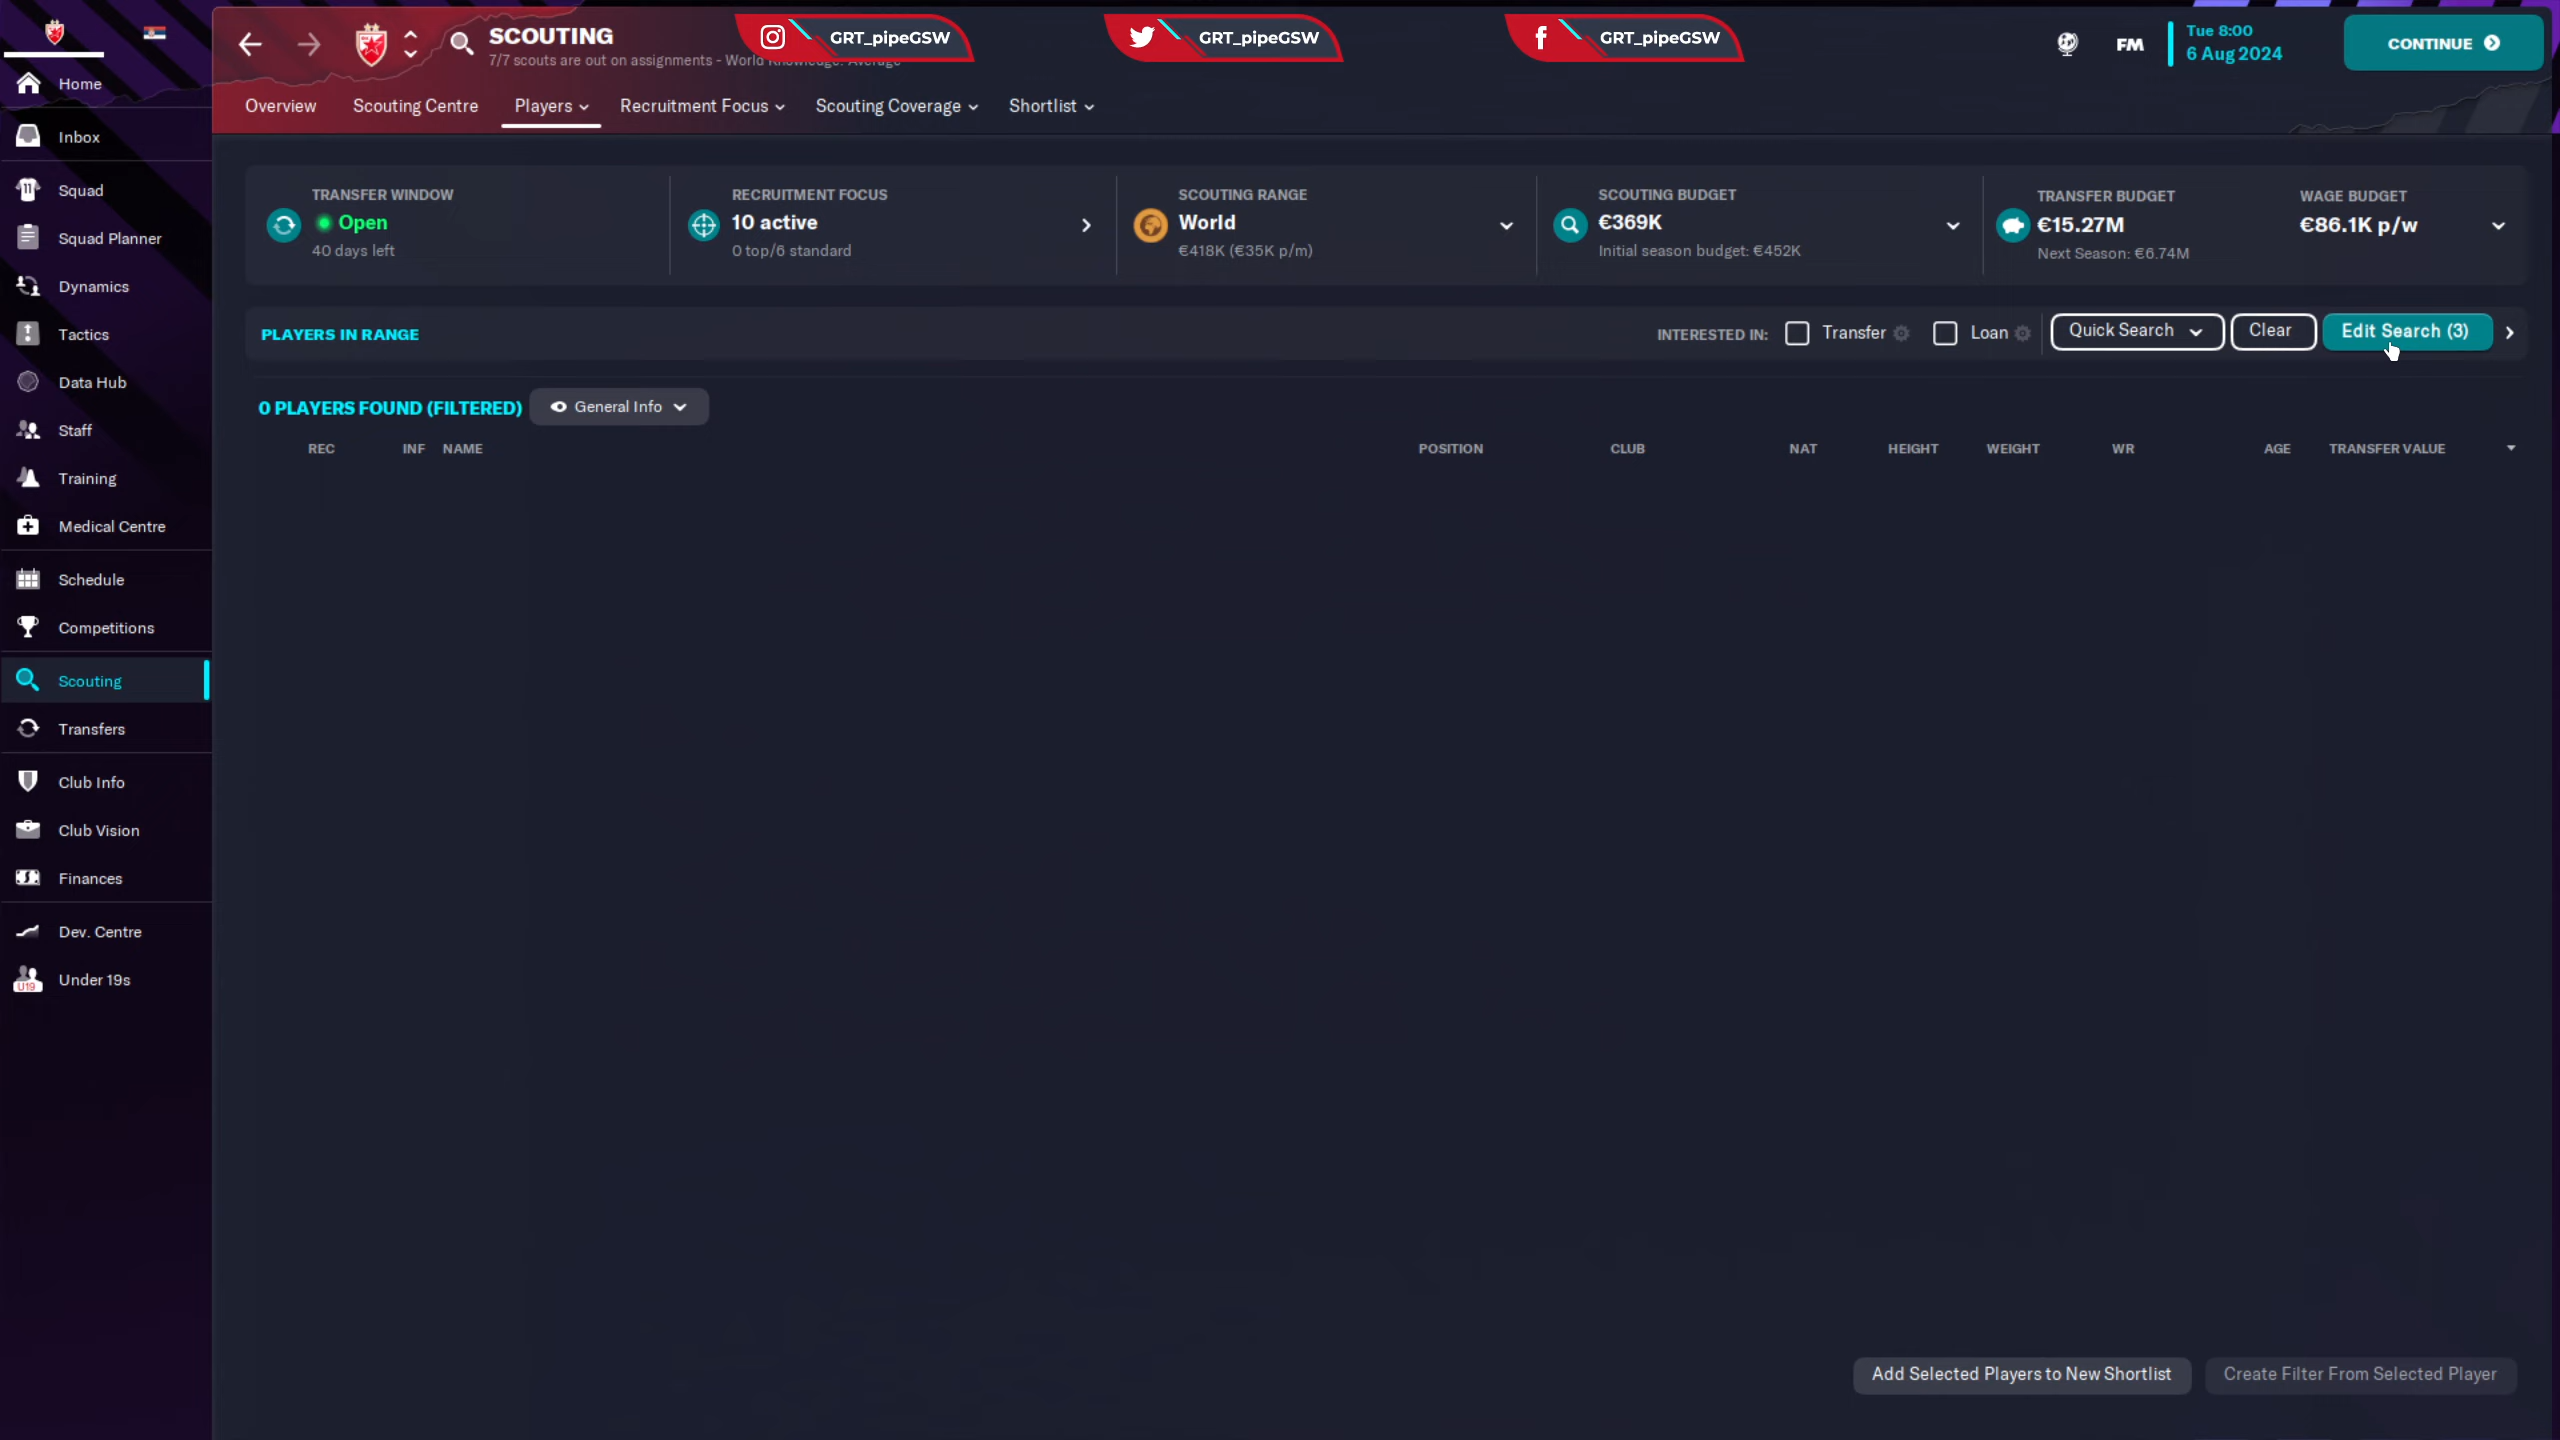 SCOUTING
7/7 scouts are out on assignments - World Knowledge: Average
GRT_pipeGSW
GRT_pipeGSW
GRT_pipeGSW
FM
Tue 8:00
6 Aug 2024
CONTINUE
Overview
Scouting Centre
Players
Recruitment Focus
Scouting Coverage
Shortlist
Home
Inbox
Squad
Squad Planner
Dynamics
Tactics
Data Hub
Staff
Training
Medical Centre
Schedule
Competitions
Scouting
Transfers
Club Info
Club Vision
Finances
Dev. Centre
U19
Under 19s
TRANSFER WINDOW
Open
40 days left
RECRUITMENT FOCUS
10 active
0 top/6 standard
SCOUTING RANGE
World
€418K (€35K p/m)
SCOUTING BUDGET
€369K
Initial season budget: €452K
TRANSFER BUDGET
€15.27M
Next Season: €6.74M
WAGE BUDGET
€86.1K p/w
PLAYERS IN RANGE
INTERESTED IN:
Transfer
Loan
Quick Search
Clear
Edit Search (3)
0 PLAYERS FOUND (FILTERED)
General Info
REC INF NAME POSITION CLUB NAT HEIGHT WEIGHT WR AGE TRANSFER VALUE
Add Selected Players to New Shortlist
Create Filter From Selected Player